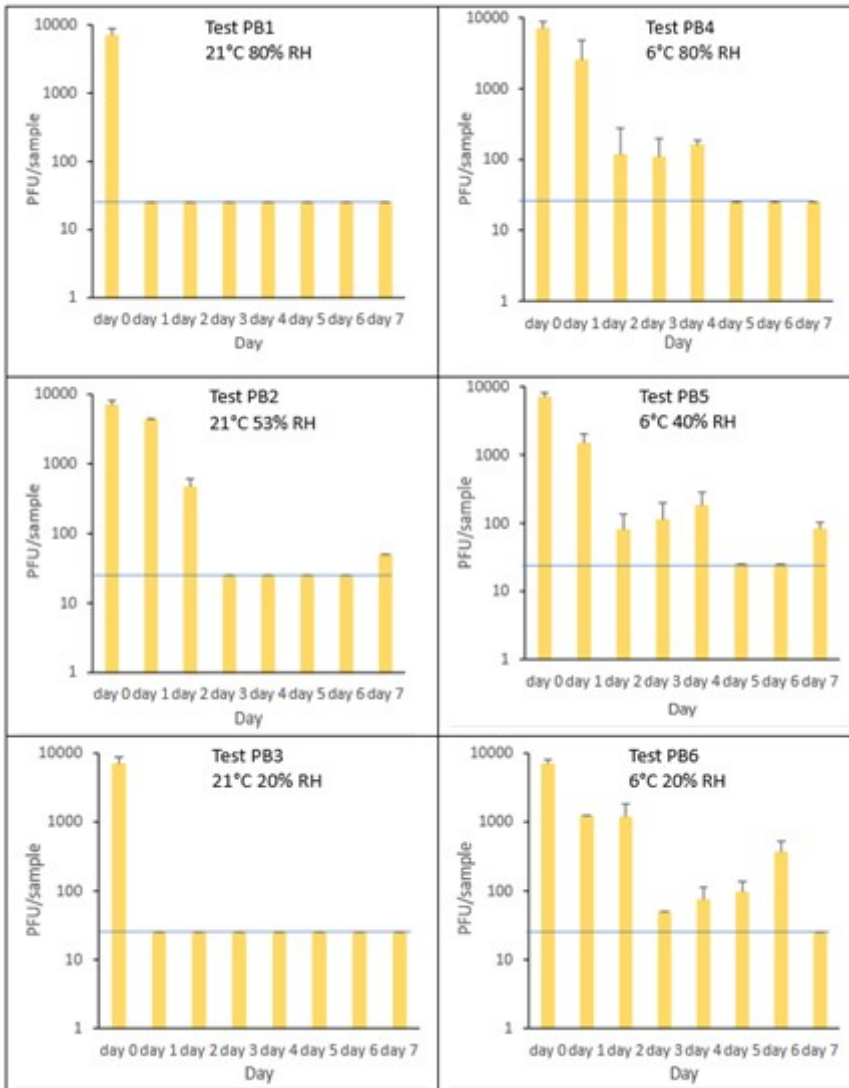 Test PB1
21°C 80% RH
PFU/sample
10000
1000
100
10
1
day 0 day 1 day 2 day 3 day 4 day 5 day 6 day 7
Day
Test PB4
6°C 80% RH
PFU/sample
10000
1000
100
10
1
day 0 day 1 day 2 day 3 day 4 day 5 day 6 day 7
Day
Test PB2
21°C 53% RH
PFU/sample
10000
1000
100
10
1
day 0 day 1 day 2 day 3 day 4 day 5 day 6 day 7
Day
Test PB5
6°C 40% RH
PFU/sample
10000
1000
100
10
1
day 0 day 1 day 2 day 3 day 4 day 5 day 6 day 7
Day
Test PB3
21°C 20% RH
PFU/sample
10000
1000
100
10
1
day 0 day 1 day 2 day 3 day 4 day 5 day 6 day 7
Day
Test PB6
6°C 20% RH
PFU/sample
10000
1000
100
10
1
day 0 day 1 day 2 day 3 day 4 day 5 day 6 day 7
Day